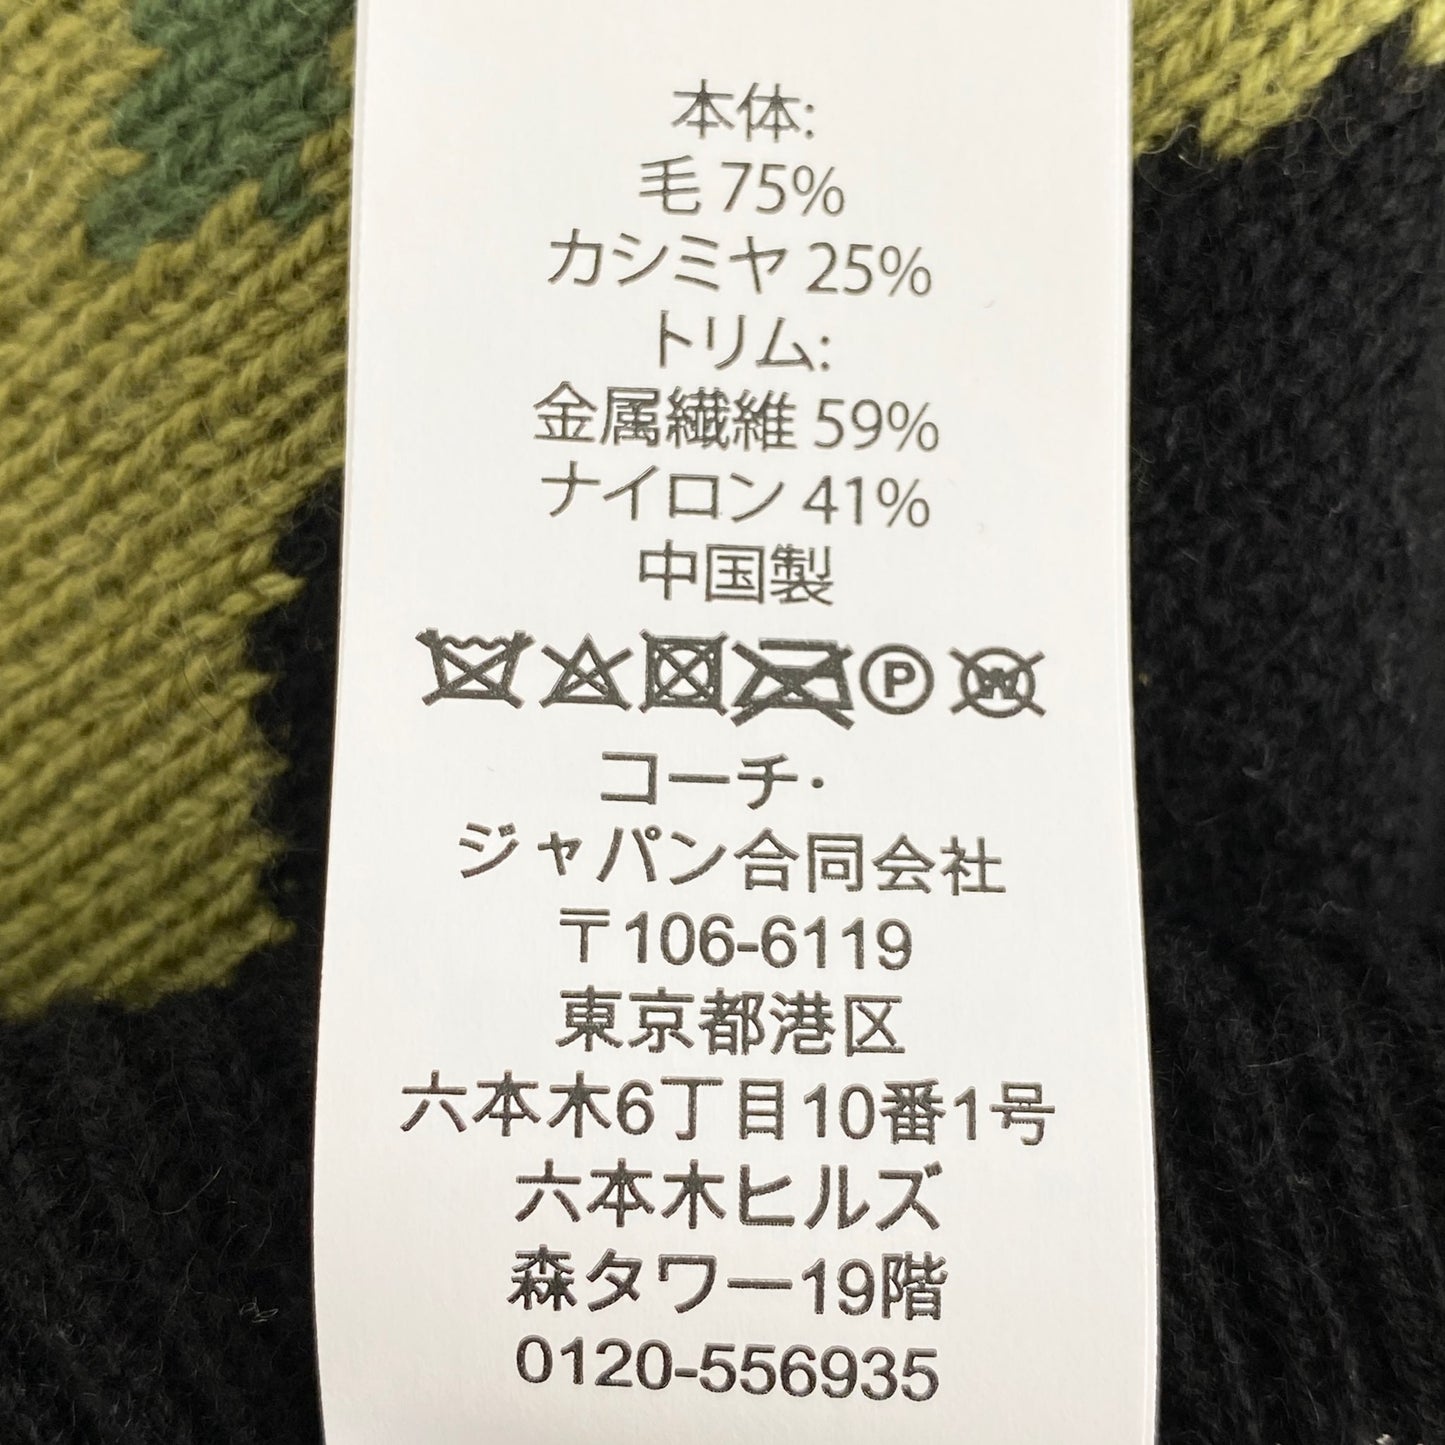 本体:
毛 75%
カシミヤ 25%
トリム:
金属繊維 59%
ナイロン 41%
中国製
P W
コーチ・
ジャパン合同会社
〒106-6119
東京都港区
六本木6丁目10番1号
六本木ヒルズ
森タワー19階
0120-556935